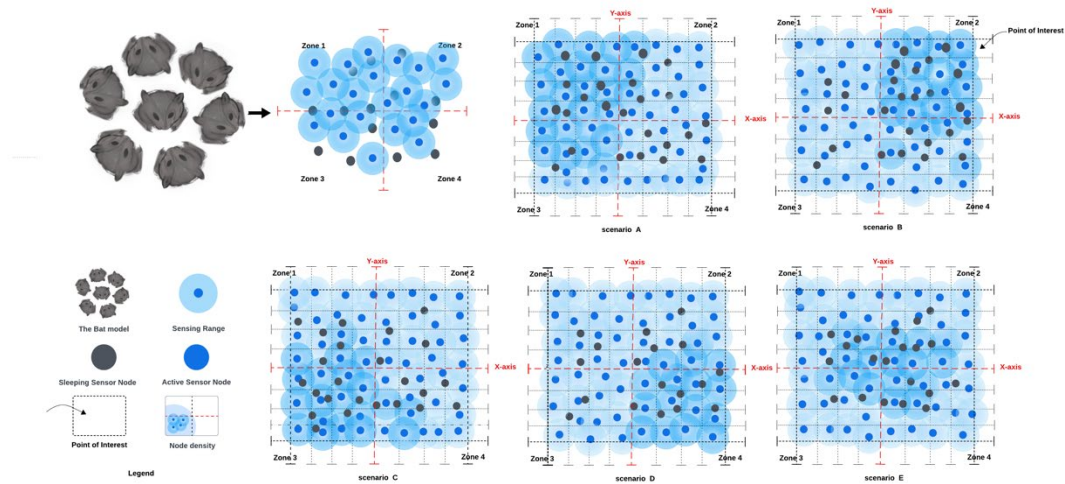 Zone 1
Zone 2
Zone 3
Zone 4
Y-axis
Zone 1
Zone 2
X-axis
Zone 3
Zone 4
scenario A
Y-axis
Zone 1
Zone 2
Point of Interest
X-axis
Zone 3
Zone 4
scenario B
The Bat model
Sensing Range
Sleeping Sensor Node
Active Sensor Node
Point of Interest
Node density
Legend
Y-axis
Zone 1
Zone 2
X-axis
Zone 3
Zone 4
scenario C
Y-axis
Zone 1
Zone 2
X-axis
Zone 3
Zone 4
scenario D
Y-axis
Zone 1
Zone 2
X-axis
Zone 3
Zone 4
scenario E